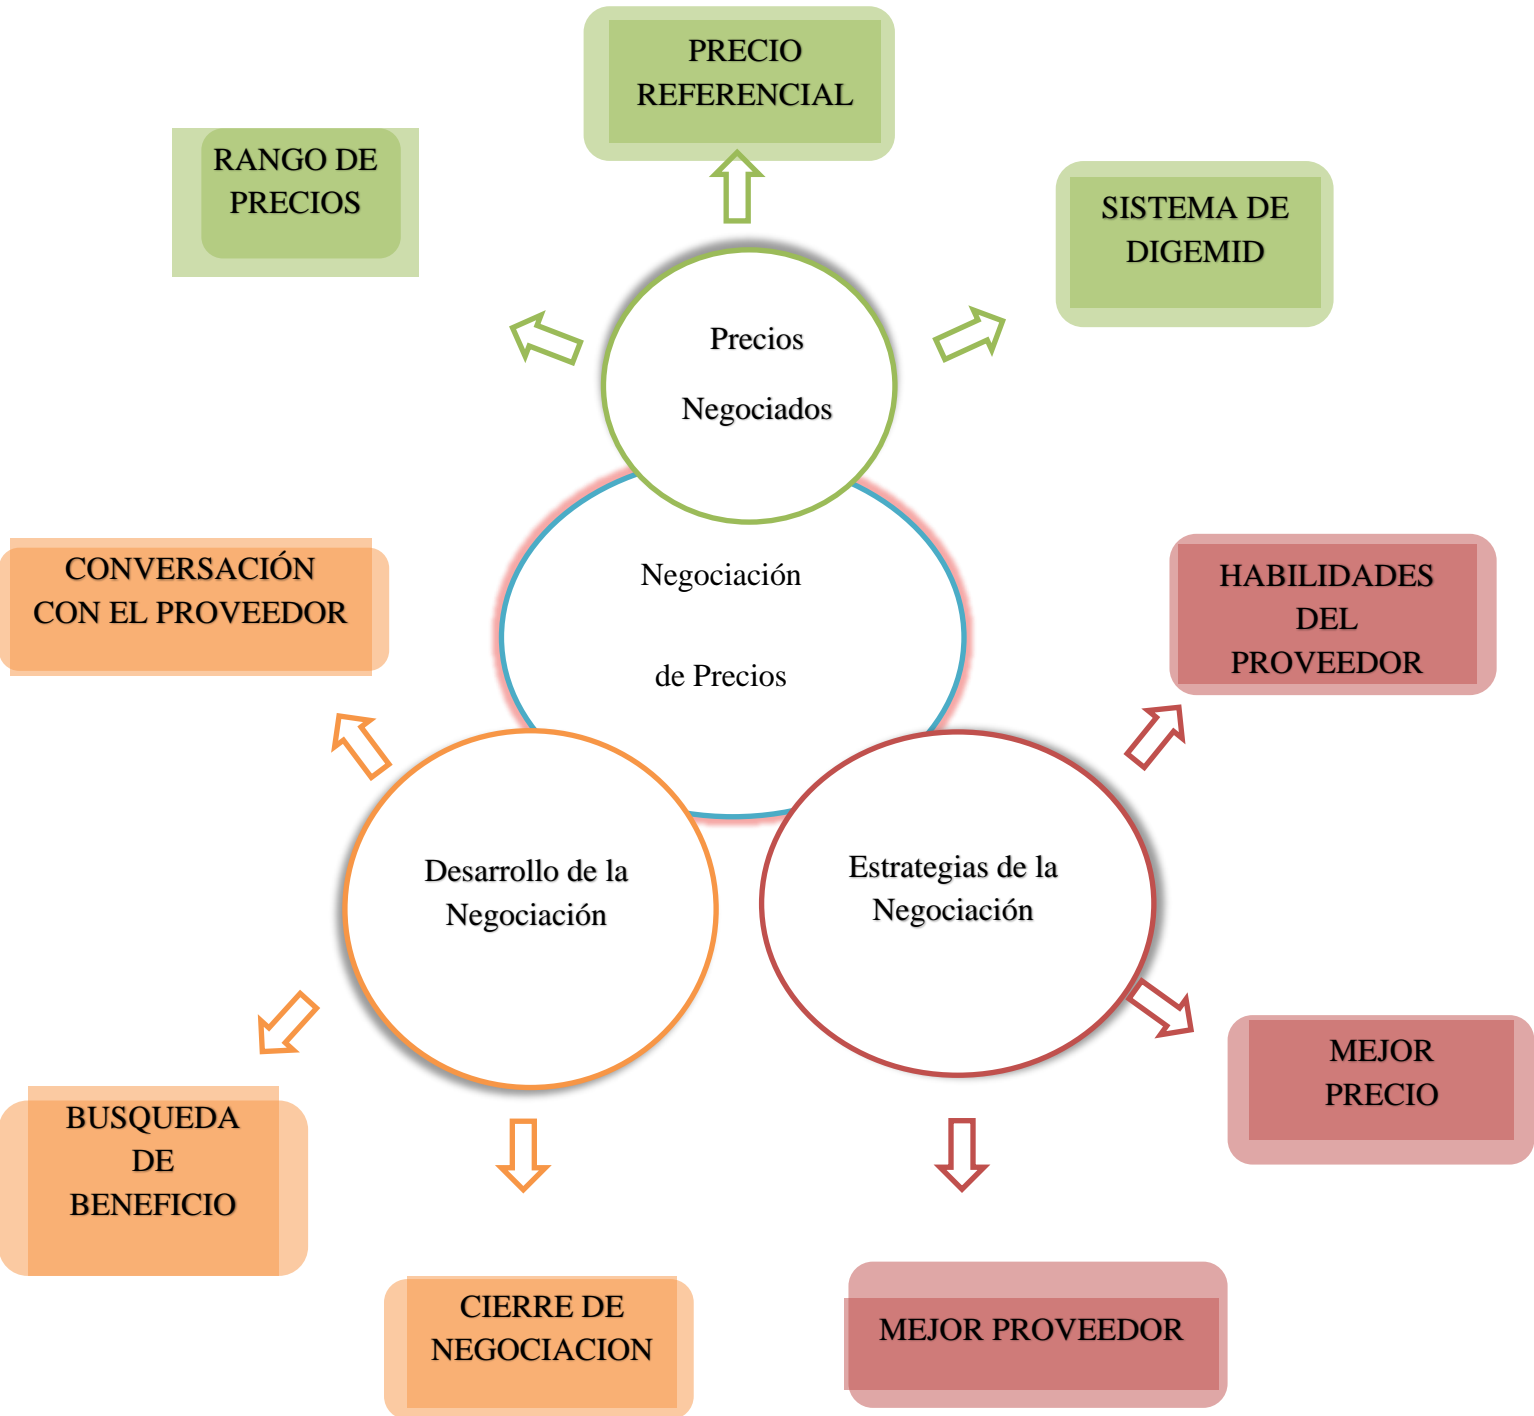 PRECIO
REFERENCIAL
RANGO DE
PRECIOS
SISTEMA DE
DIGEMID
Precios
Negociados
Negociación
de Precios
CONVERSACIÓN
CON EL PROVEEDOR
HABILIDADES
DEL
PROVEEDOR
Desarrollo de la
Negociación
Estrategias de la
Negociación
MEJOR
PRECIO
BUSQUEDA
DE
BENEFICIO
CIERRE DE
NEGOCIACION
MEJOR PROVEEDOR